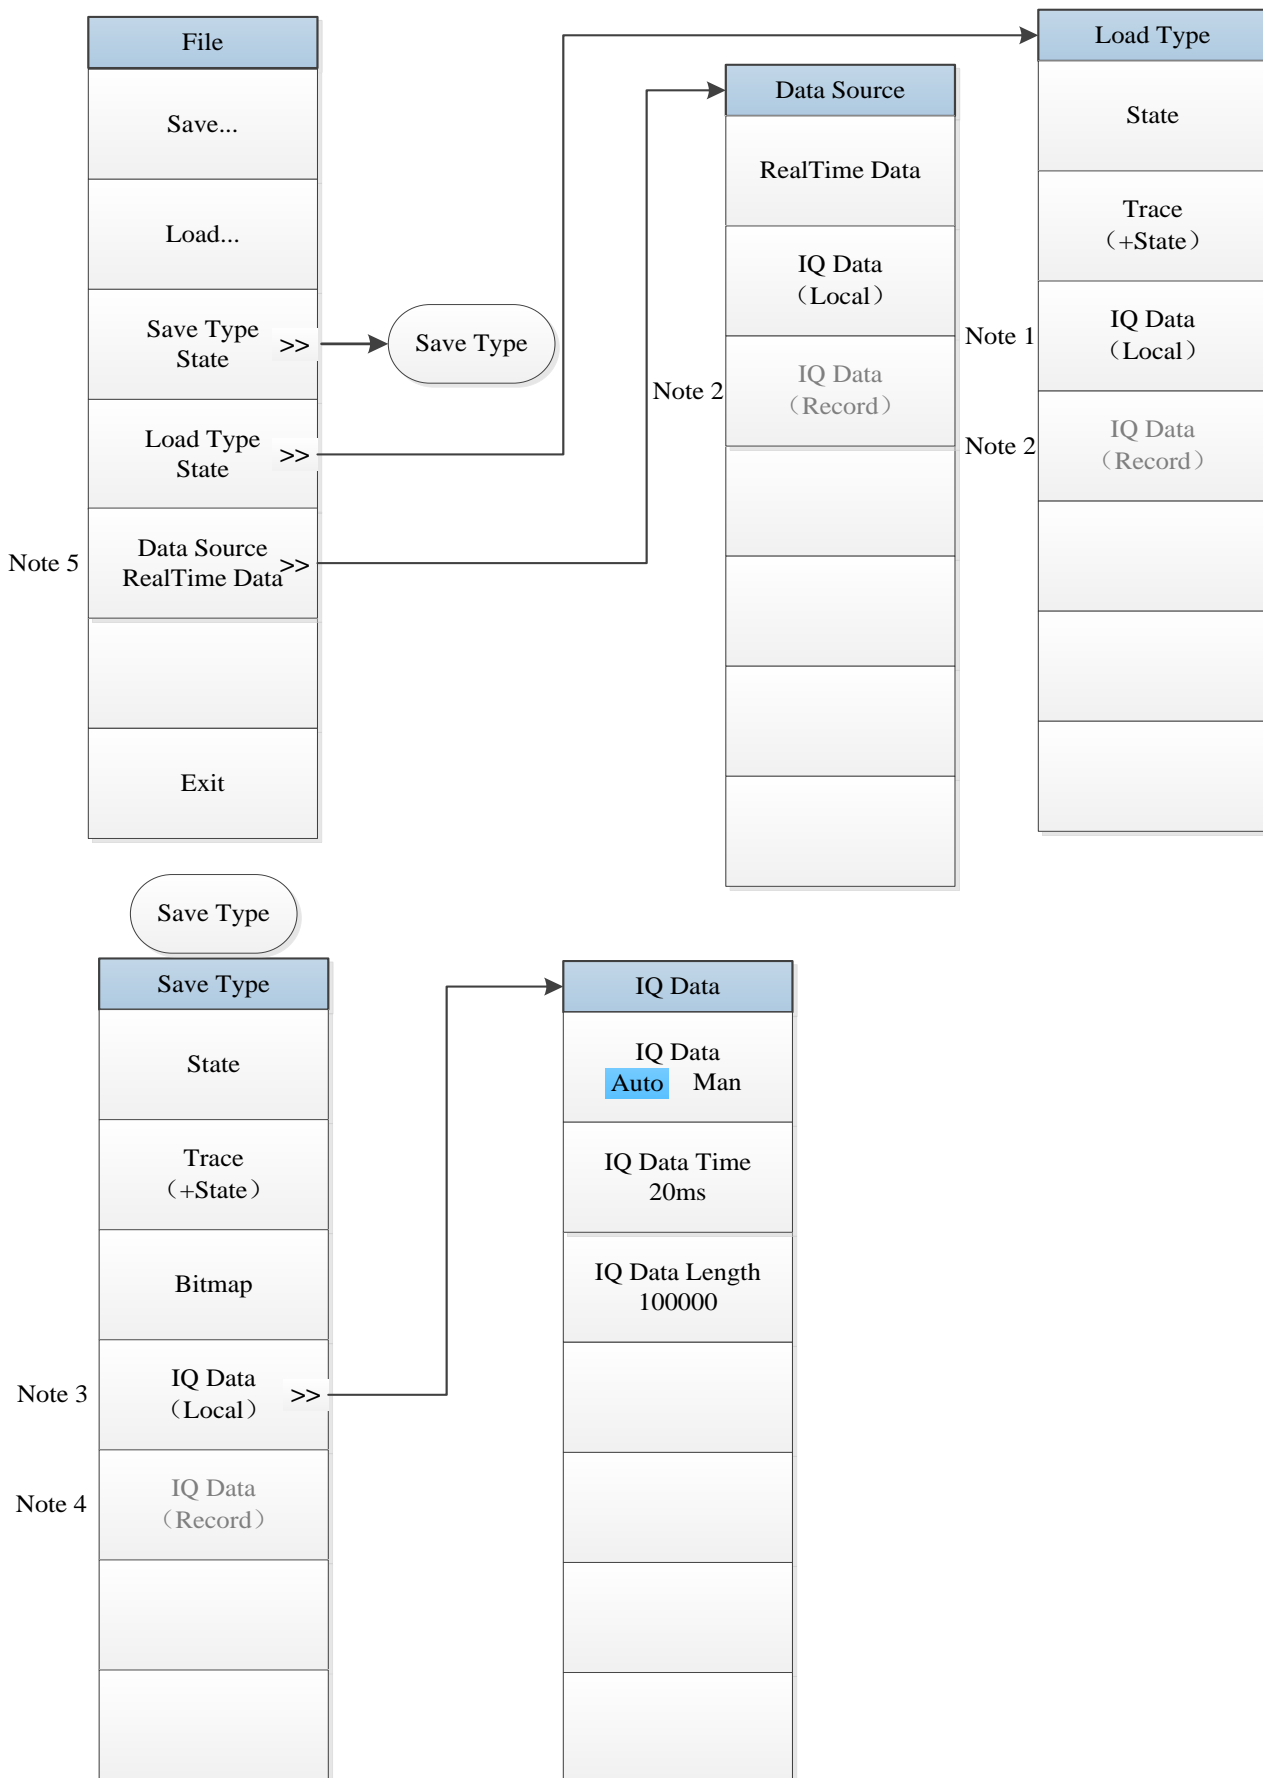 File
Save...
Load...
Save Type
State
>>
Save Type
Load Type
State
>>
Note 5
Data Source
RealTime Data
>>
Exit
Data Source
RealTime Data
IQ Data
（Local）
Note 2
IQ Data
（Record）
Load Type
State
Trace
（+State）
Note 1
IQ Data
（Local）
Note 2
IQ Data
（Record）
Save Type
Save Type
State
Trace
（+State）
Bitmap
Note 3
IQ Data
（Local）
>>
Note 4
IQ Data
（Record）
IQ Data
IQ Data
Auto Man
IQ Data Time
20ms
IQ Data Length
100000